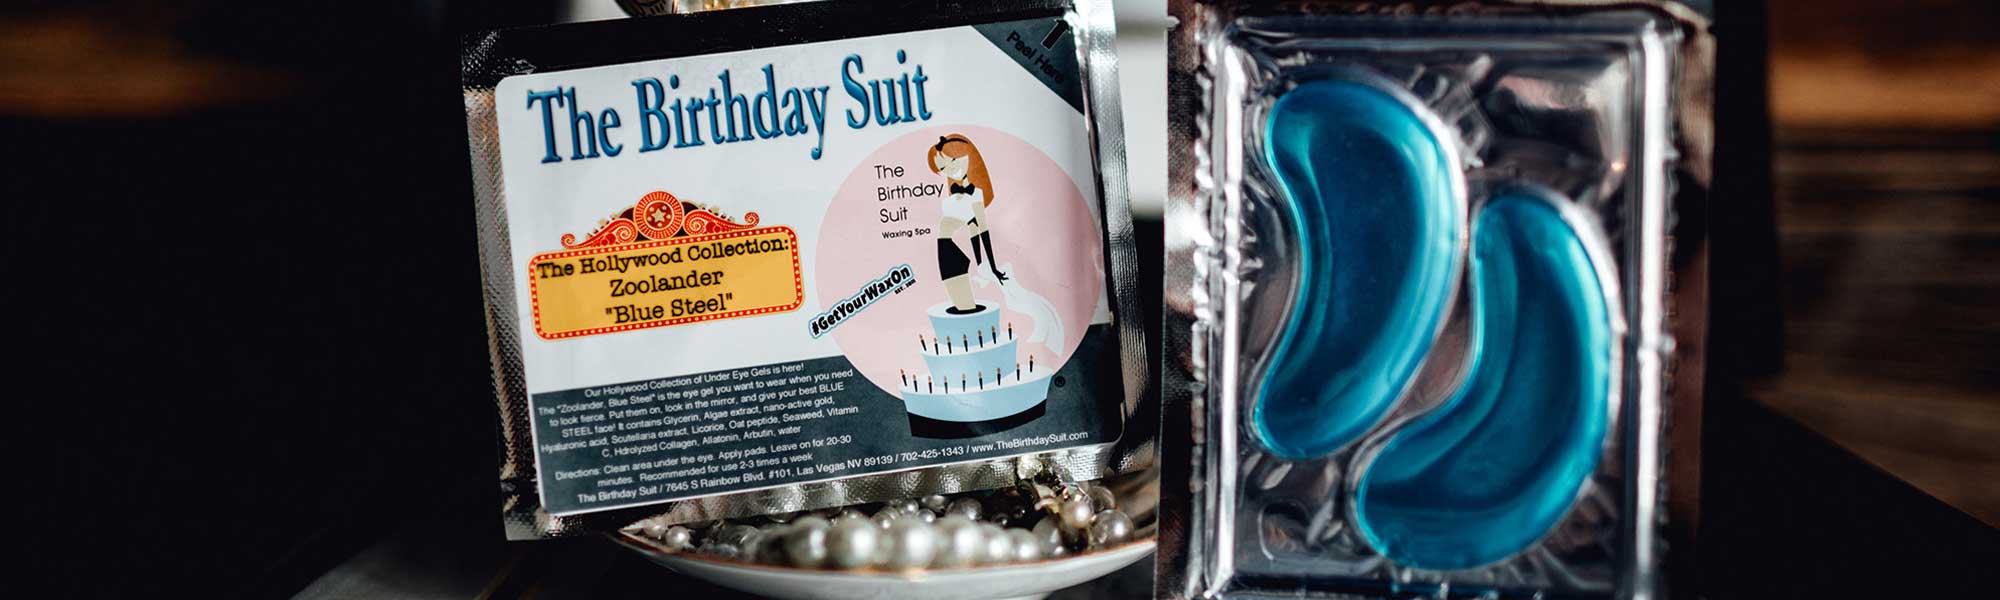 Peel Here
The Birthday Suit
The
Birthday
Suit
Waxing Spa
#GetYourWaxOn
EST. 2010
The Hollywood Collection:
Zoolander
"Blue Steel"
Our Hollywood Collection of Under Eye Gels is here!
The "Zoolander, Blue Steel" is the eye gel you want to wear when you need
to look fierce. Put them on, look in the mirror, and give your best BLUE
STEEL face! It contains Glycerin, Algae extract, nano-active gold,
Hyaluronic acid, Scutellaria extract, Licorice, Oat peptide, Seaweed, Vitamin
C, Hdrolyzed Collagen, Allatonin, Arbutin, water
Directions: Clean area under the eye. Apply pads. Leave on for 20-30
minutes. Recommended for use 2-3 times a week
The Birthday Suit / 7645 S Rainbow Blvd. #101, Las Vegas NV 89139 / 702-425-1343 / www.TheBirthdaySuit.com
®